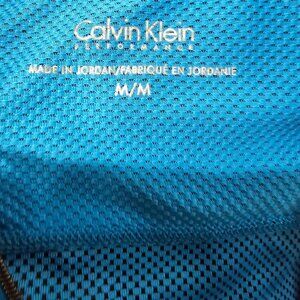 Calvin Klein
PERFORMANCE
MADE IN JORDAN/FABRIQUÉ EN JORDANIE
M/M